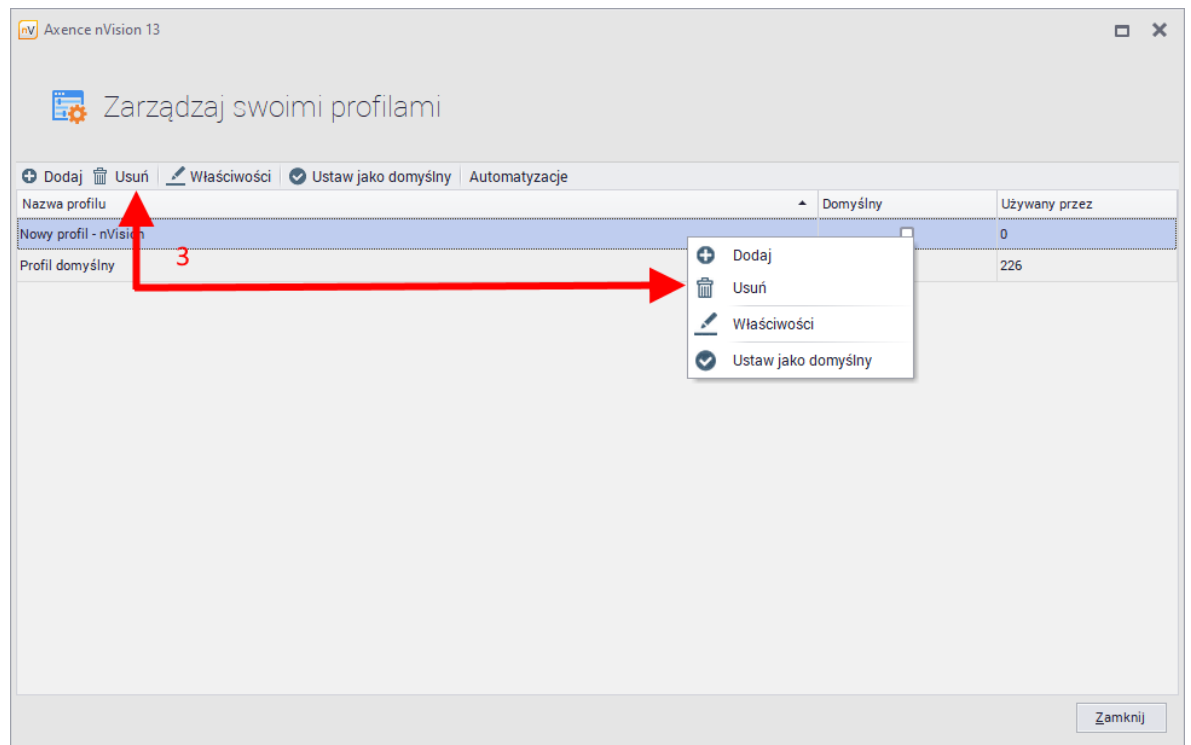 nV Axence nVision 13
Zarządzaj swoimi profilami
Dodaj Usuń Właściwości Ustaw jako domyślny Automatyzacje
Nazwa profilu Domyślny Używany przez
Nowy profil - nVision 0
Profil domyślny 226
3
Dodaj
Usuń
Właściwości
Ustaw jako domyślny
Zamknij